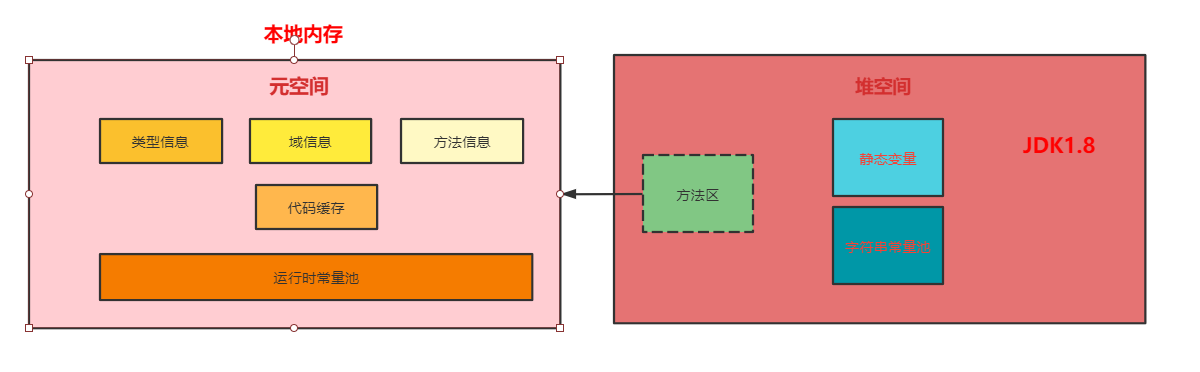 本地内存
元空间
类型信息
域信息
方法信息
代码缓存
运行时常量池
堆空间
JDK1.8
方法区
静态变量
字符串常量池